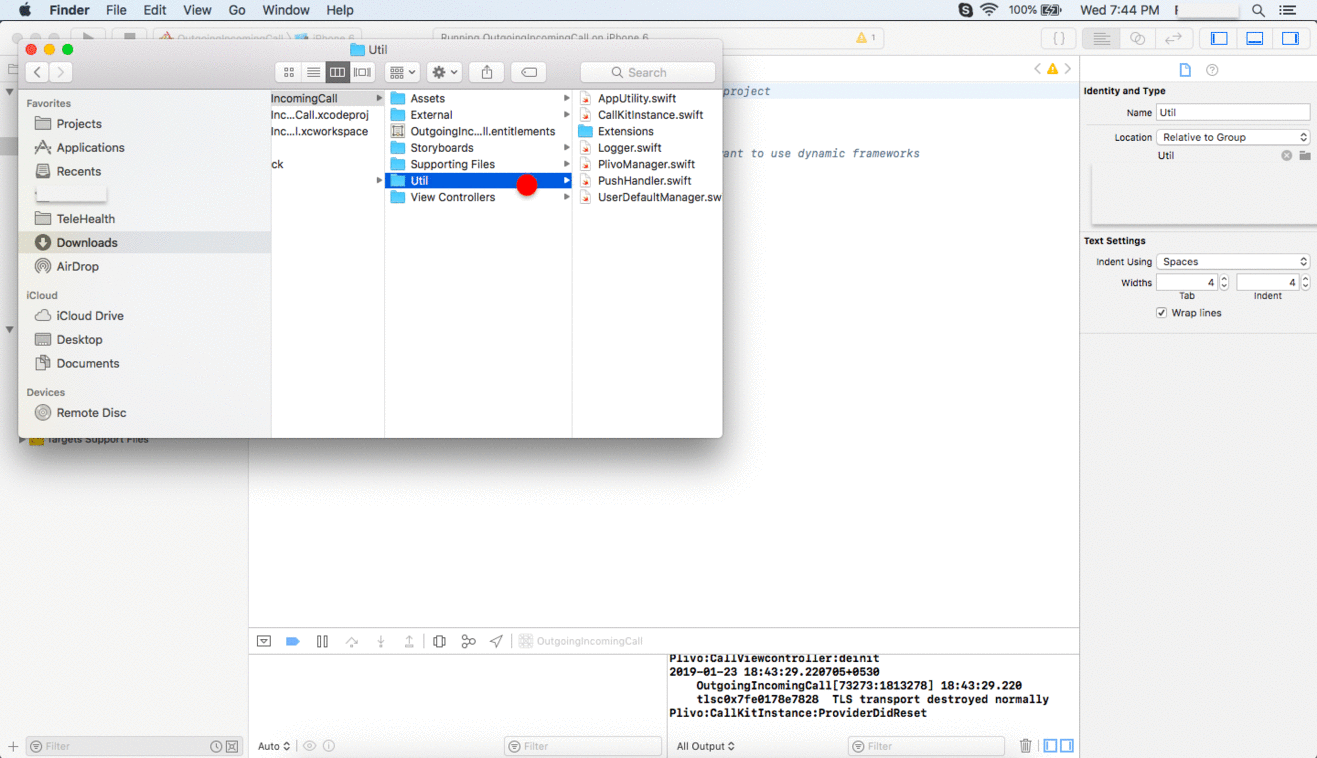 Finder File Edit View Go Window Help 100% Wed 7:44 PM
OutgoingIncomingCall iPhone 6 Running OutgoingIncomingCall on iPhone 6 1
Util
Search
Favorites
Projects
Applications
Recents
TeleHealth
Downloads
AirDrop
iCloud
iCloud Drive
Desktop
Documents
Devices
Remote Disc
IncomingCall
Inc...Call.xcodeproj
Inc...l.xcworkspace
ck
Assets
External
OutgoingInc...ll.entitlements
Storyboards
Supporting Files
Util
View Controllers
AppUtility.swift
CallKitInstance.swift
Extensions
Logger.swift
PlivoManager.swift
PushHandler.swift
UserDefaultManager.sw
project
ant to use dynamic frameworks
Identity and Type
Name Util
Location Relative to Group
Util
Text Settings
Indent Using Spaces
Widths 4 4
Tab Indent
Wrap lines
Targets Support Files
OutgoingIncomingCall
Plivo:CallViewcontroller:deinit
2019-01-23 18:43:29.220705+0530
OutgoingIncomingCall[73273:1813278] 18:43:29.220
tlsc0x7fe0178e7828 TLS transport destroyed normally
Plivo:CallKitInstance:ProviderDidReset
Filter Auto Filter All Output Filter